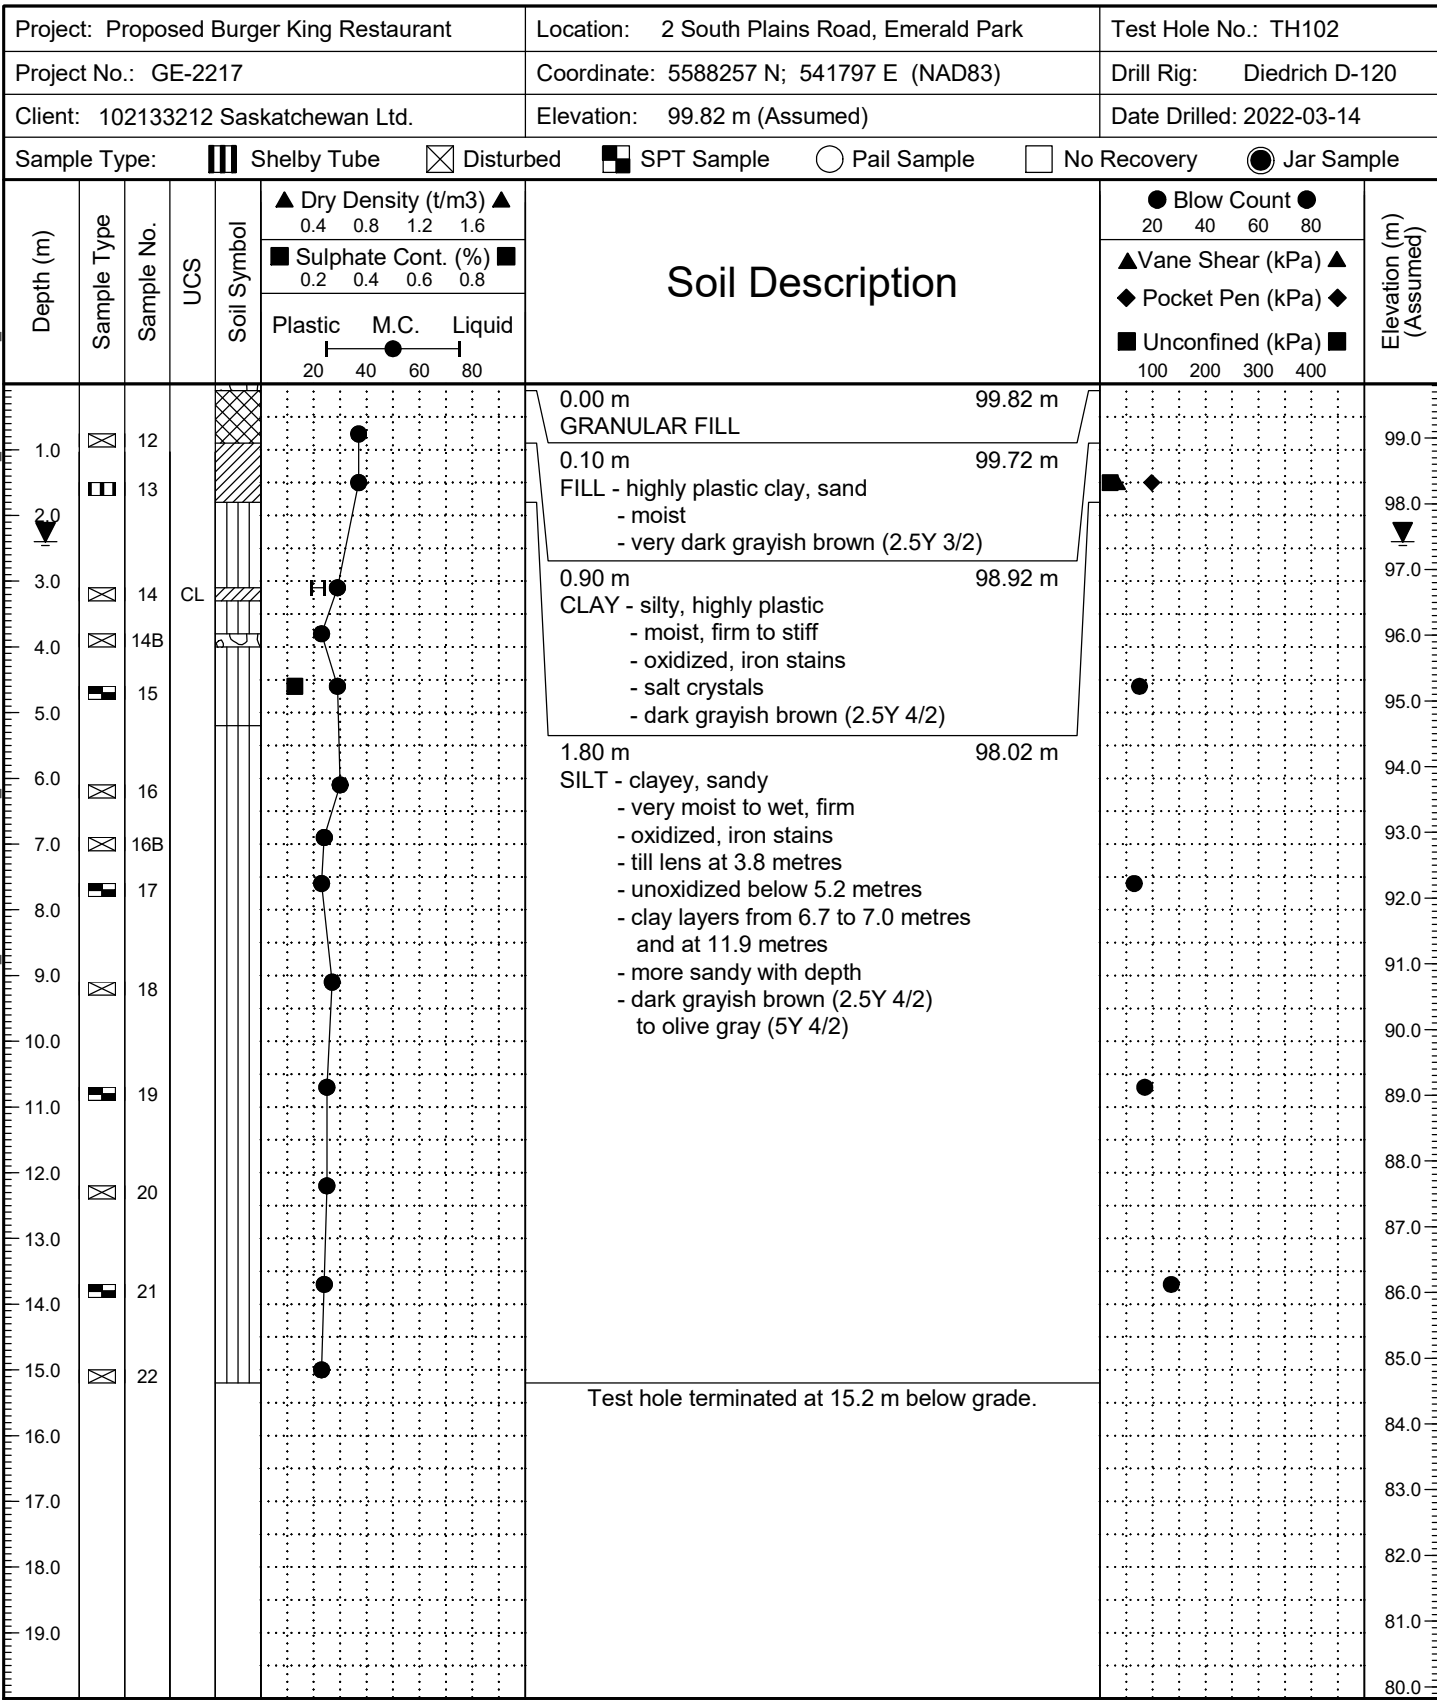 Project: Proposed Burger King Restaurant
Location: 2 South Plains Road, Emerald Park
Test Hole No.: TH102
Project No.: GE-2217
Coordinate: 5588257 N; 541797 E (NAD83)
Drill Rig: Diedrich D-120
Client: 102133212 Saskatchewan Ltd.
Elevation: 99.82 m (Assumed)
Date Drilled: 2022-03-14
Sample Type: Shelby Tube Disturbed SPT Sample Pail Sample No Recovery Jar Sample
Depth (m)
Sample Type
Sample No.
UCS
Soil Symbol
Dry Density (t/m3)
0.4 0.8 1.2 1.6
Sulphate Cont. (%)
0.2 0.4 0.6 0.8
Plastic M.C. Liquid
20 40 60 80
Soil Description
Blow Count
20 40 60 80
Vane Shear (kPa)
Pocket Pen (kPa)
Unconfined (kPa)
100 200 300 400
Elevation (m)
(Assumed)
1.0
2.0
3.0
4.0
5.0
6.0
7.0
8.0
9.0
10.0
11.0
12.0
13.0
14.0
15.0
16.0
17.0
18.0
19.0
12
13
14
14B
15
16
16B
17
18
19
20
21
22
CL
0.00 m 99.82 m
GRANULAR FILL
0.10 m 99.72 m
FILL - highly plastic clay, sand
- moist
- very dark grayish brown (2.5Y 3/2)
0.90 m 98.92 m
CLAY - silty, highly plastic
- moist, firm to stiff
- oxidized, iron stains
- salt crystals
- dark grayish brown (2.5Y 4/2)
1.80 m 98.02 m
SILT - clayey, sandy
- very moist to wet, firm
- oxidized, iron stains
- till lens at 3.8 metres
- unoxidized below 5.2 metres
- clay layers from 6.7 to 7.0 metres
and at 11.9 metres
- more sandy with depth
- dark grayish brown (2.5Y 4/2)
to olive gray (5Y 4/2)
Test hole terminated at 15.2 m below grade.
99.0
98.0
97.0
96.0
95.0
94.0
93.0
92.0
91.0
90.0
89.0
88.0
87.0
86.0
85.0
84.0
83.0
82.0
81.0
80.0